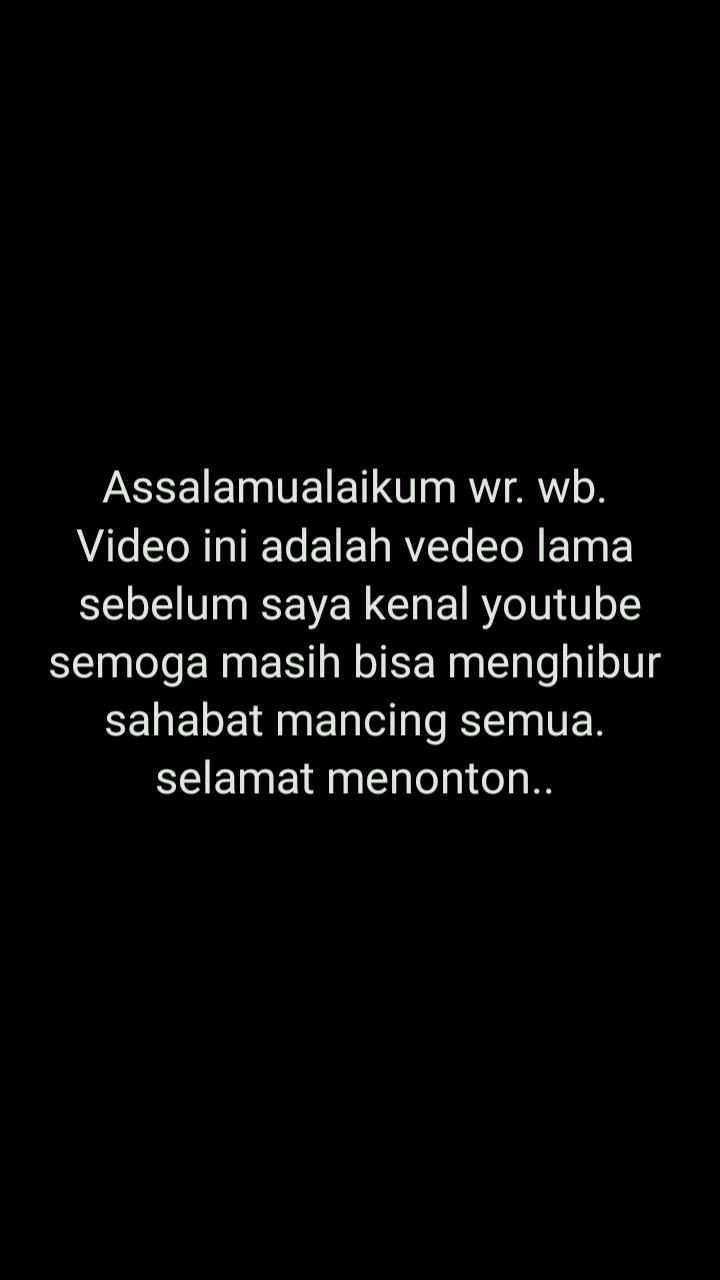 Assalamualaikum wr. wb.
Video ini adalah vedeo lama
sebelum saya kenal youtube
semoga masih bisa menghibur
sahabat mancing semua.
selamat menonton..